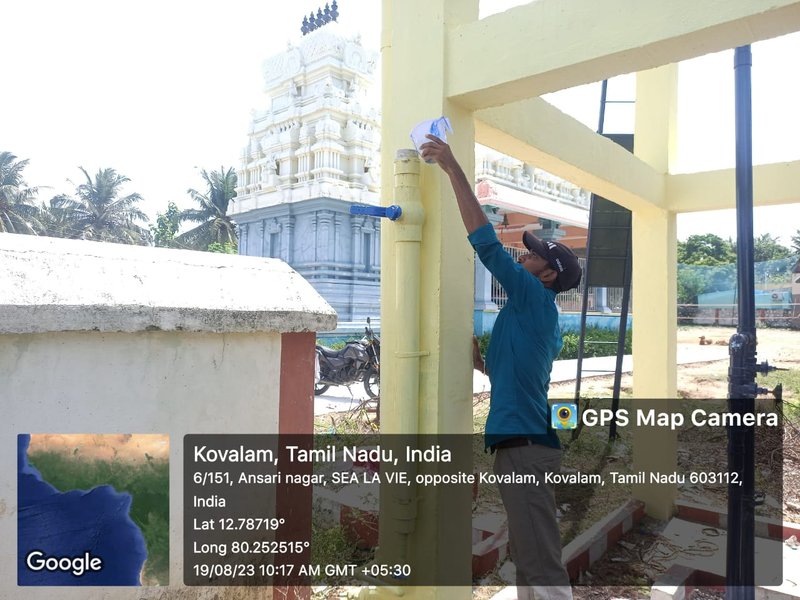 GPS Map Camera
Kovalam, Tamil Nadu, India
6/151, Ansari nagar, SEA LA VIE, opposite Kovalam, Kovalam, Tamil Nadu 603112,
India
Lat 12.78719°
Long 80.252515°
19/08/23 10:17 AM GMT +05:30
Google